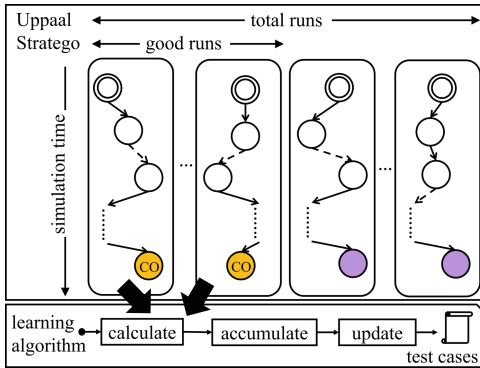 Uppaal
Stratego
total runs
good runs
simulation time
...
...
CO
CO
learning
algorithm
calculate
accumulate
update
test cases